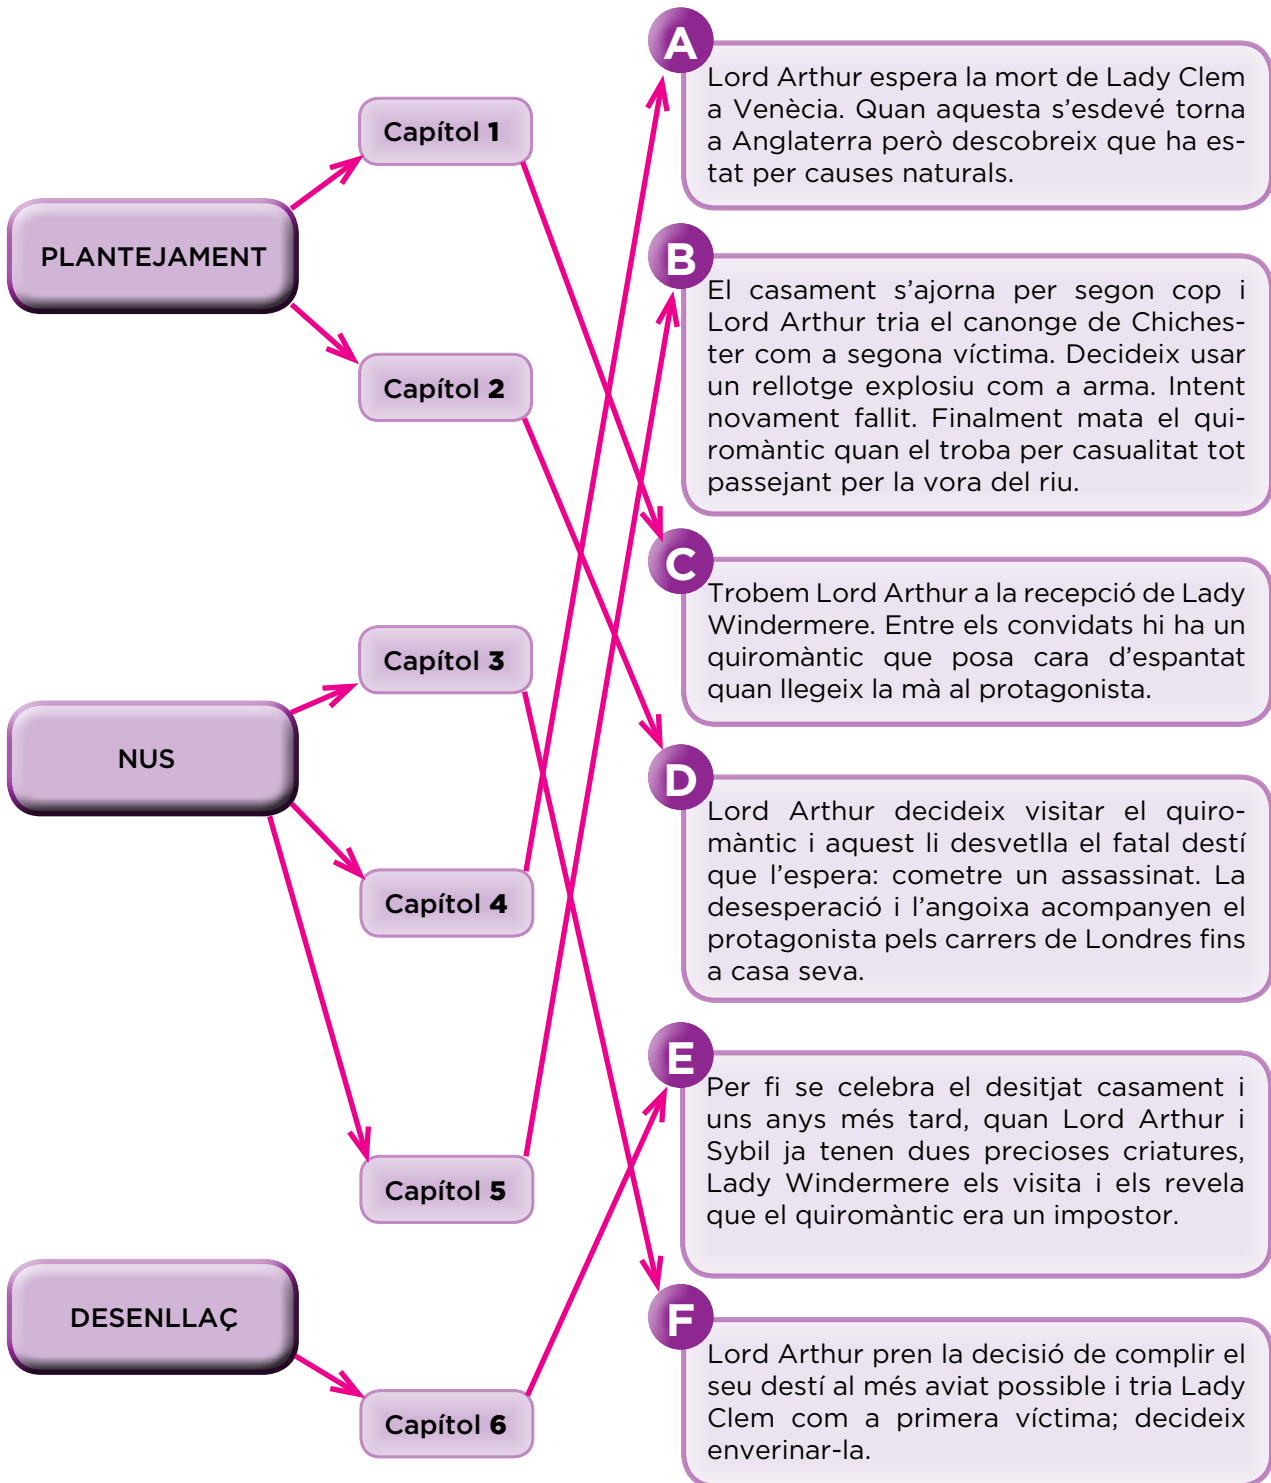 PLANTEJAMENT
Capítol 1
Capítol 2
NUS
Capítol 3
Capítol 4
Capítol 5
DESENLLAÇ
Capítol 6
A
Lord Arthur espera la mort de Lady Clem
a Venècia. Quan aquesta s’esdevé torna
a Anglaterra però descobreix que ha es-
tat per causes naturals.
B
El casament s’ajorna per segon cop i
Lord Arthur tria el canonge de Chiches-
ter com a segona víctima. Decideix usar
un rellotge explosiu com a arma. Intent
novament fallit. Finalment mata el qui-
romàntic quan el troba per casualitat tot
passejant per la vora del riu.
C
Trobem Lord Arthur a la recepció de Lady
Windermere. Entre els convidats hi ha un
quiromàntic que posa cara d’espantat
quan llegeix la mà al protagonista.
D
Lord Arthur decideix visitar el quiro-
màntic i aquest li desvetlla el fatal destí
que l’espera: cometre un assassinat. La
desesperació i l’angoixa acompanyen el
protagonista pels carrers de Londres fins
a casa seva.
E
Per fi se celebra el desitjat casament i
uns anys més tard, quan Lord Arthur i
Sybil ja tenen dues precioses criatures,
Lady Windermere els visita i els revela
que el quiromàntic era un impostor.
F
Lord Arthur pren la decisió de complir el
seu destí al més aviat possible i tria Lady
Clem com a primera víctima; decideix
enverinar-la.